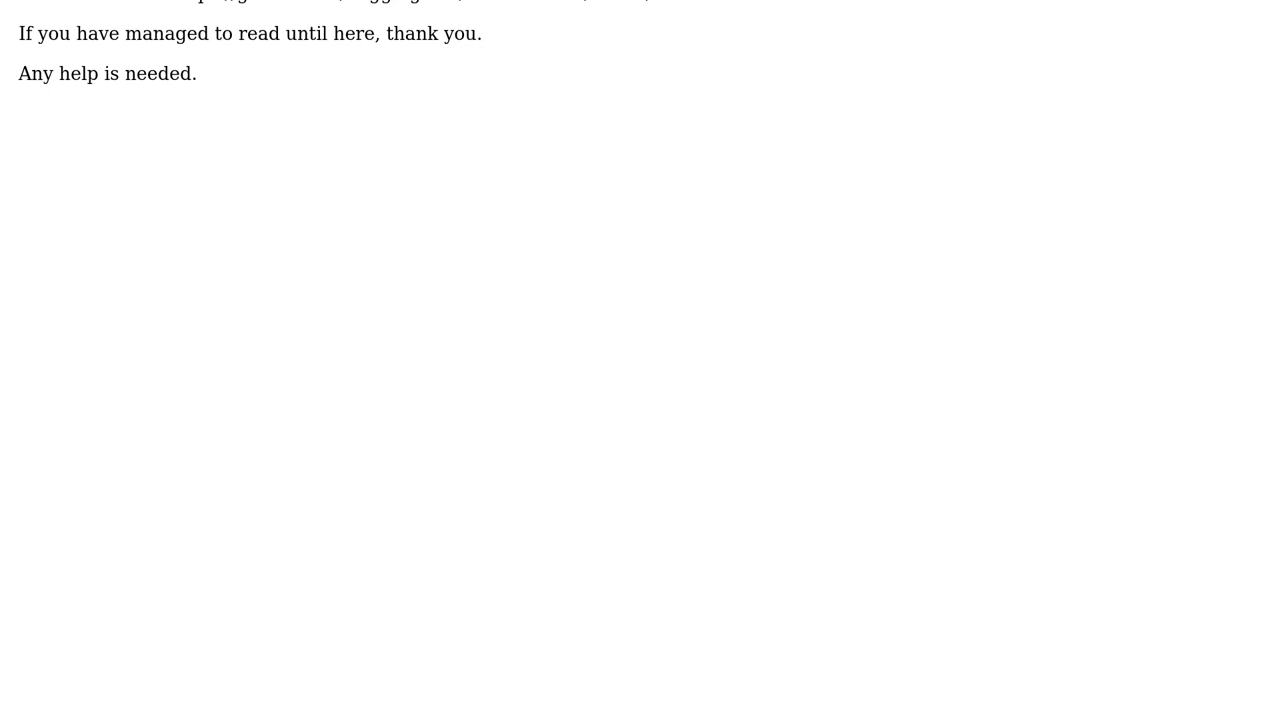 If you have managed to read until here, thank you.
Any help is needed.